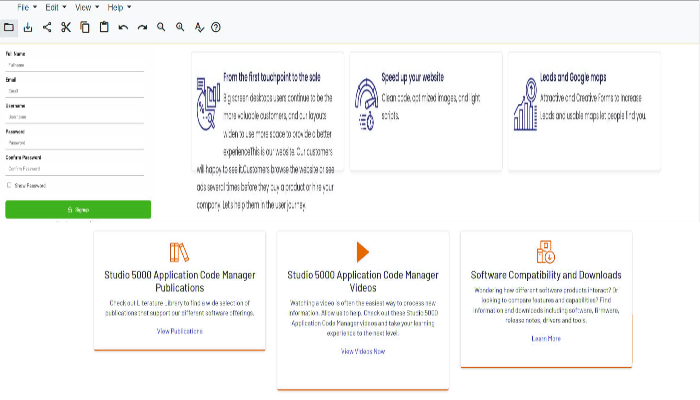 File Edit View Help
Full Name
Full name
Email
Email
Username
Username
Password
Password
Confirm Password
Confirm Password
Show Password
Signup
From the first touchpoint to the sale
Big screen desktops users continue to be the
more valuable customers, and our layouts
widen to use more space to provide a better
experienceThis is our website. Our customers
will happy to see it.Customers browse the website or see
ads several times before they buy a product or hire your
company. Let's help them in the user journey.
Speed up your website
Clean code, optimized images, and light
scripts.
Leads and Google maps
Attractive and Creative Forms to Increase
Leads and usable maps let people find you.
Studio 5000 Application Code Manager
Publications
Check out Literature Library to find a wide selection of
publications that support our different software offerings.
View Publications
Studio 5000 Application Code Manager
Videos
Watching a video is often the easiest way to process new
information. Allow us to help. Check out these Studio 5000
Application Code Manager videos and take your learning
experience to the next level.
View Videos Now
Software Compatibility and Downloads
Wondering how different software products interact? Or
looking to compare features and capabilities? Find
information and downloads including software, firmware,
release notes, drivers and tools.
Learn More